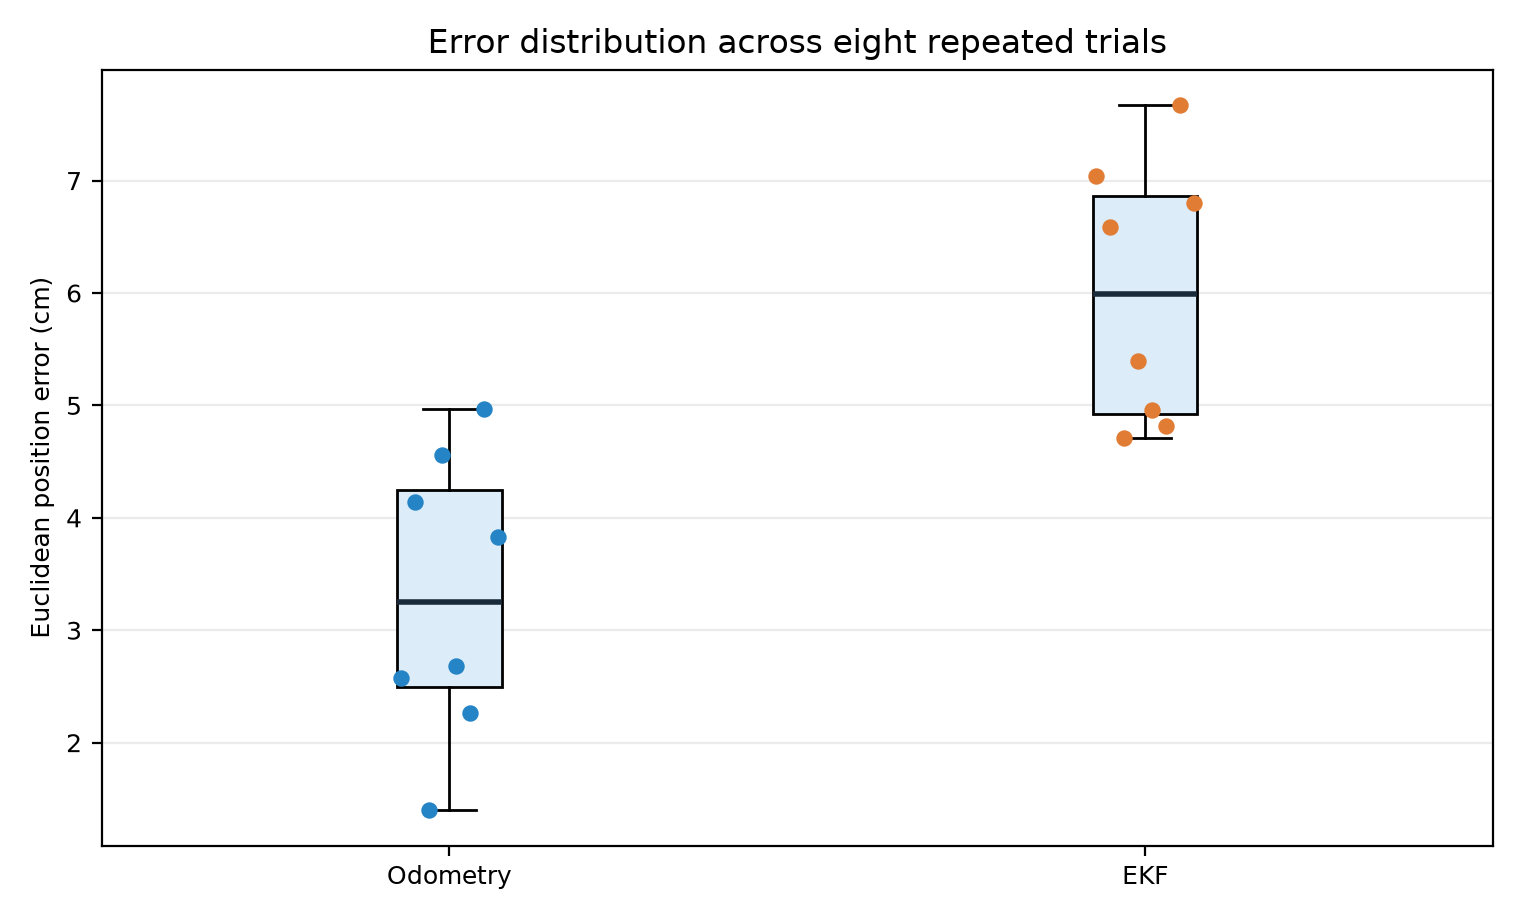 Error distribution across eight repeated trials
Euclidean position error (cm)
7
6
5
4
3
2
Odometry
EKF